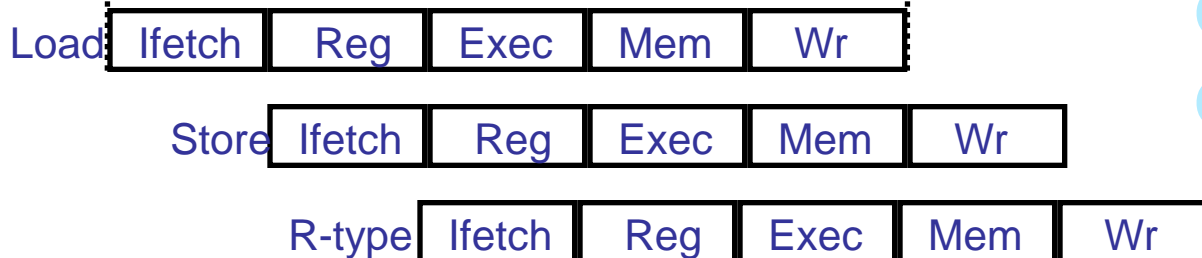 Load Ifetch Reg Exec Mem Wr
Store Ifetch Reg Exec Mem Wr
R-type Ifetch Reg Exec Mem Wr